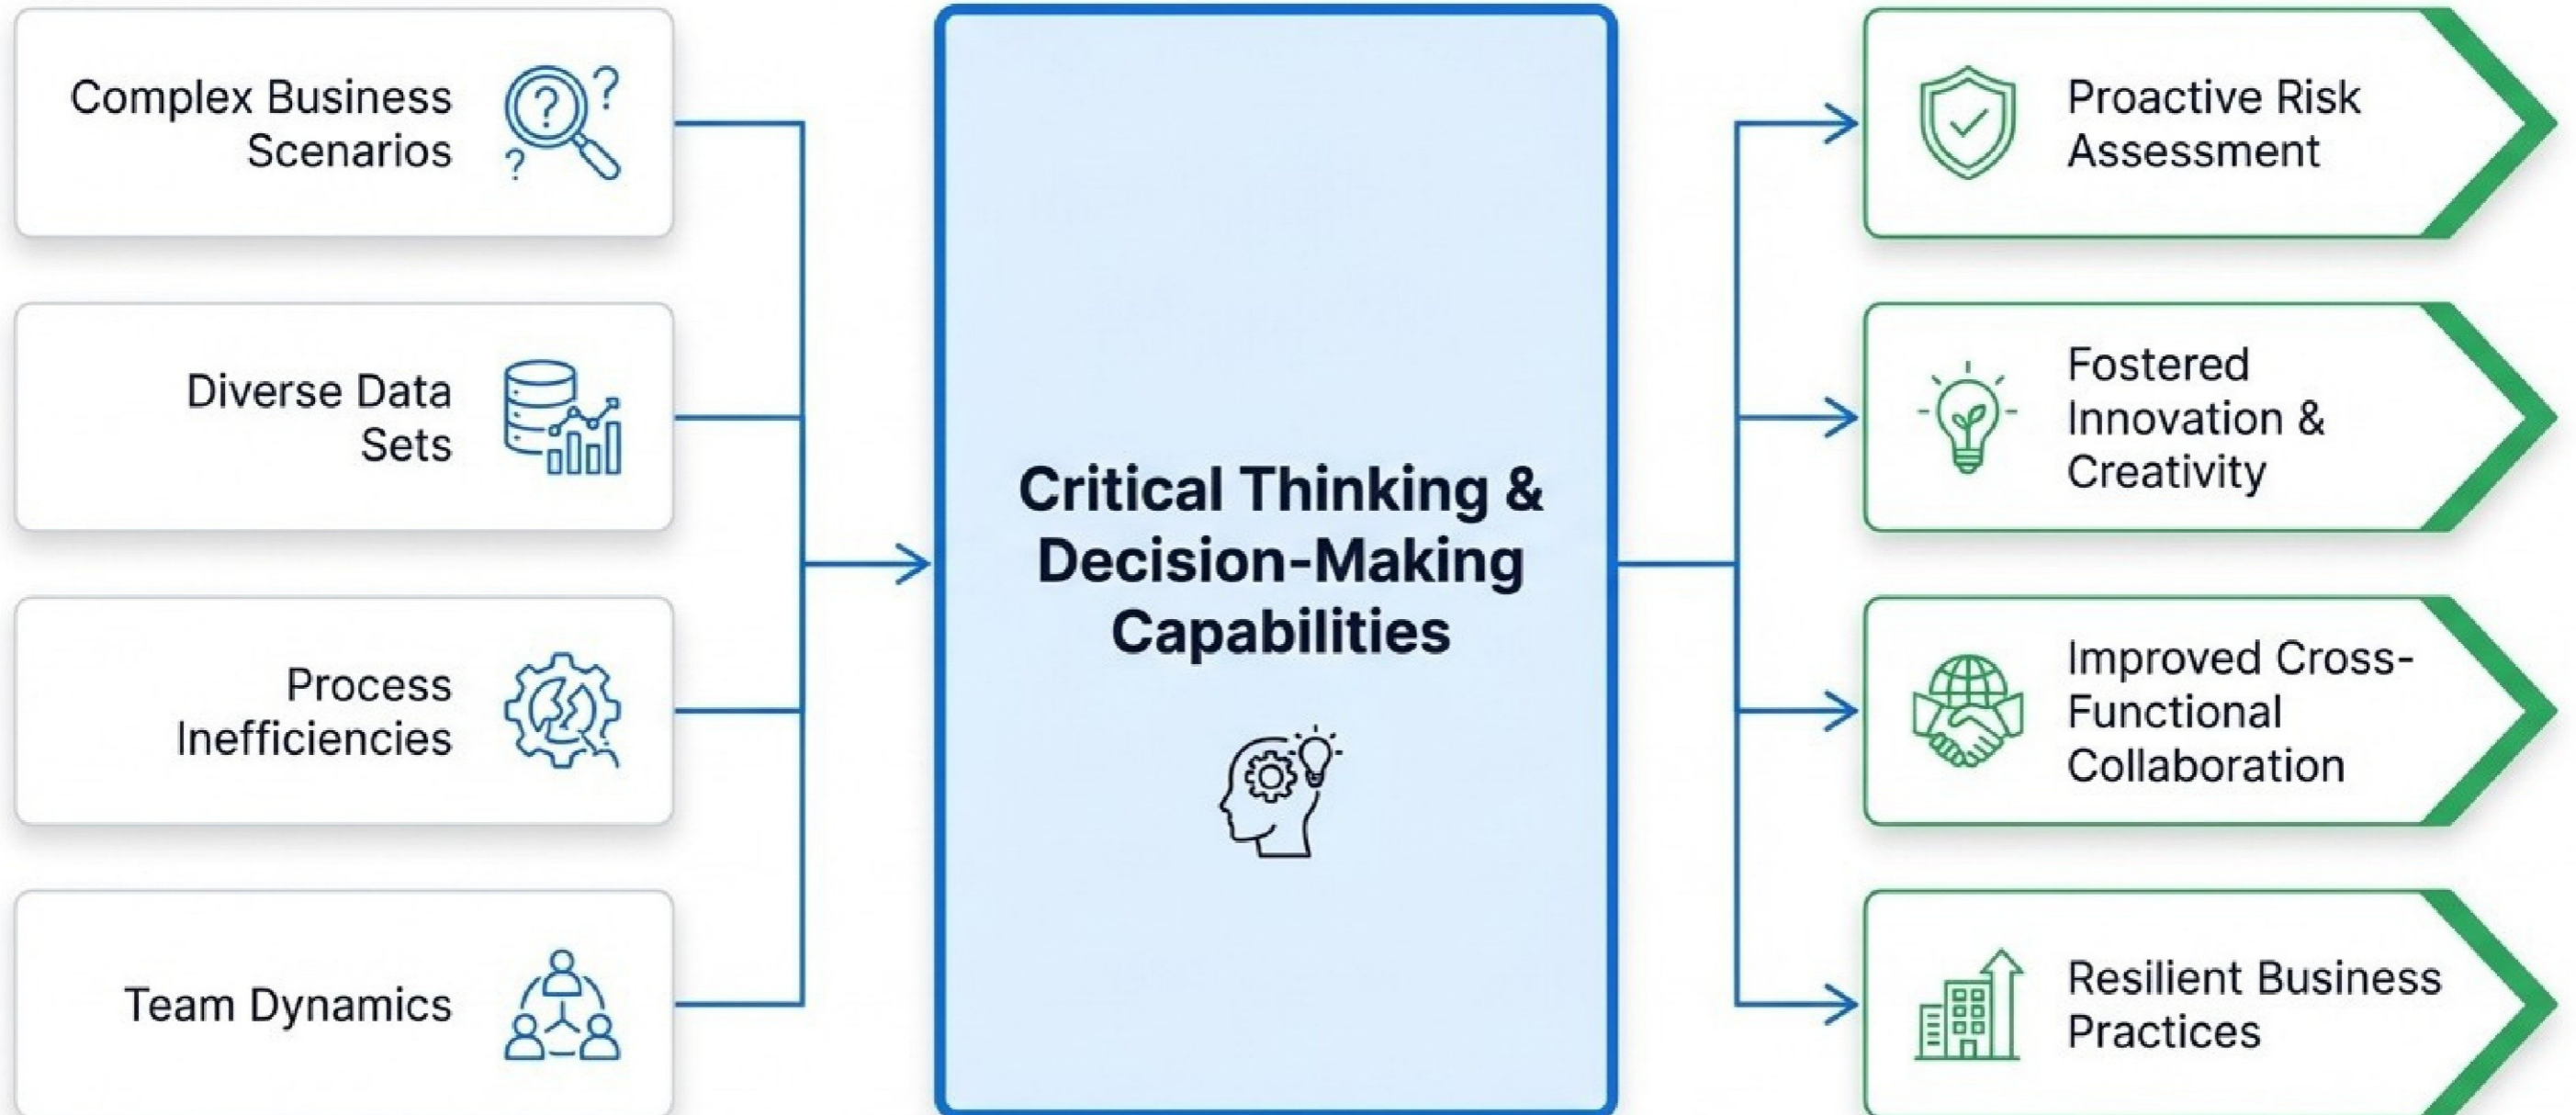 Complex Business
Scenarios
Diverse Data
Sets
Process
Inefficiencies
Team Dynamics
Critical Thinking &
Decision-Making
Capabilities
Proactive Risk
Assessment
Fostered
Innovation &
Creativity
Improved Cross-
Functional
Collaboration
Resilient Business
Practices